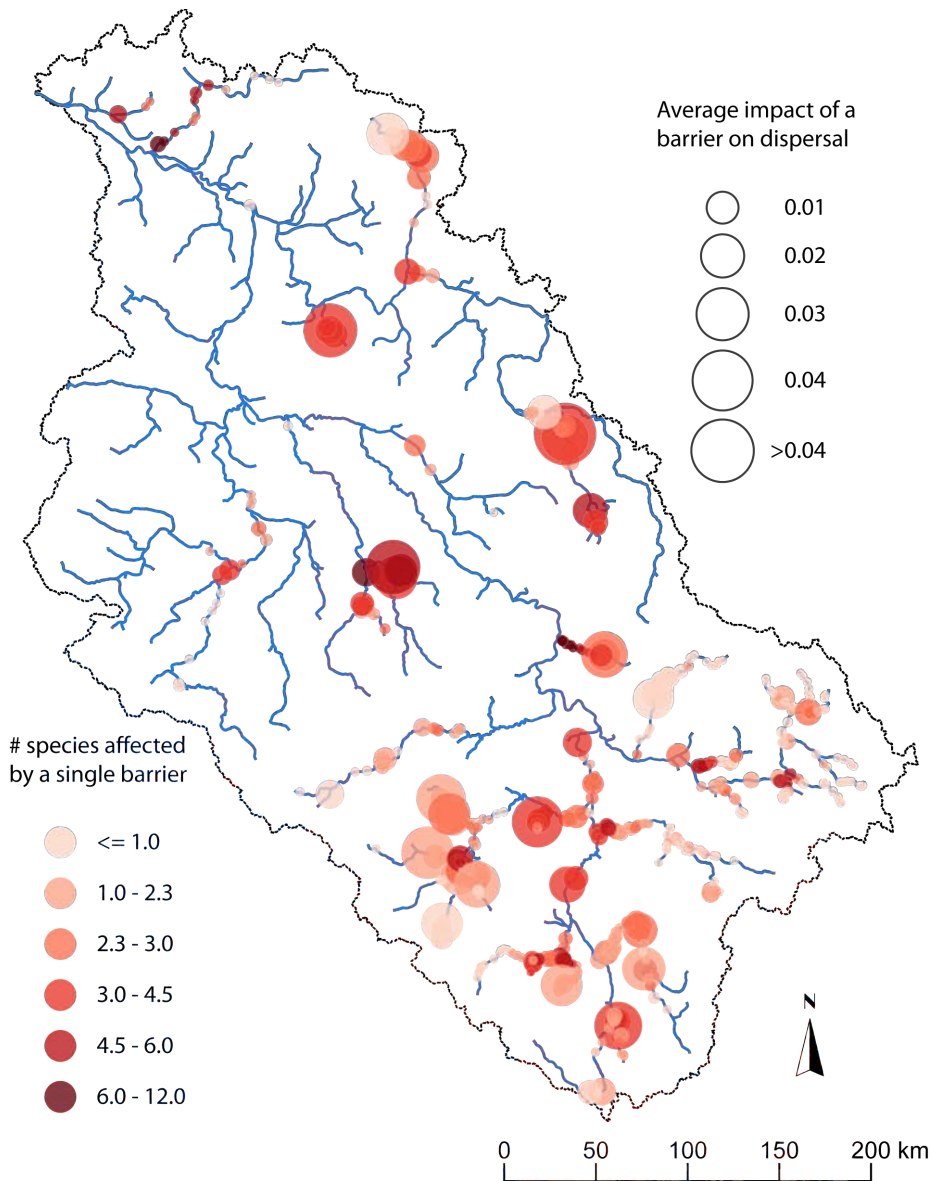 Average impact of a
barrier on dispersal
0.01
0.02
0.03
0.04
>0.04
# species affected
by a single barrier
<= 1.0
1.0 - 2.3
2.3 - 3.0
3.0 - 4.5
4.5 - 6.0
6.0 - 12.0
N
0 50 100 150 200 km